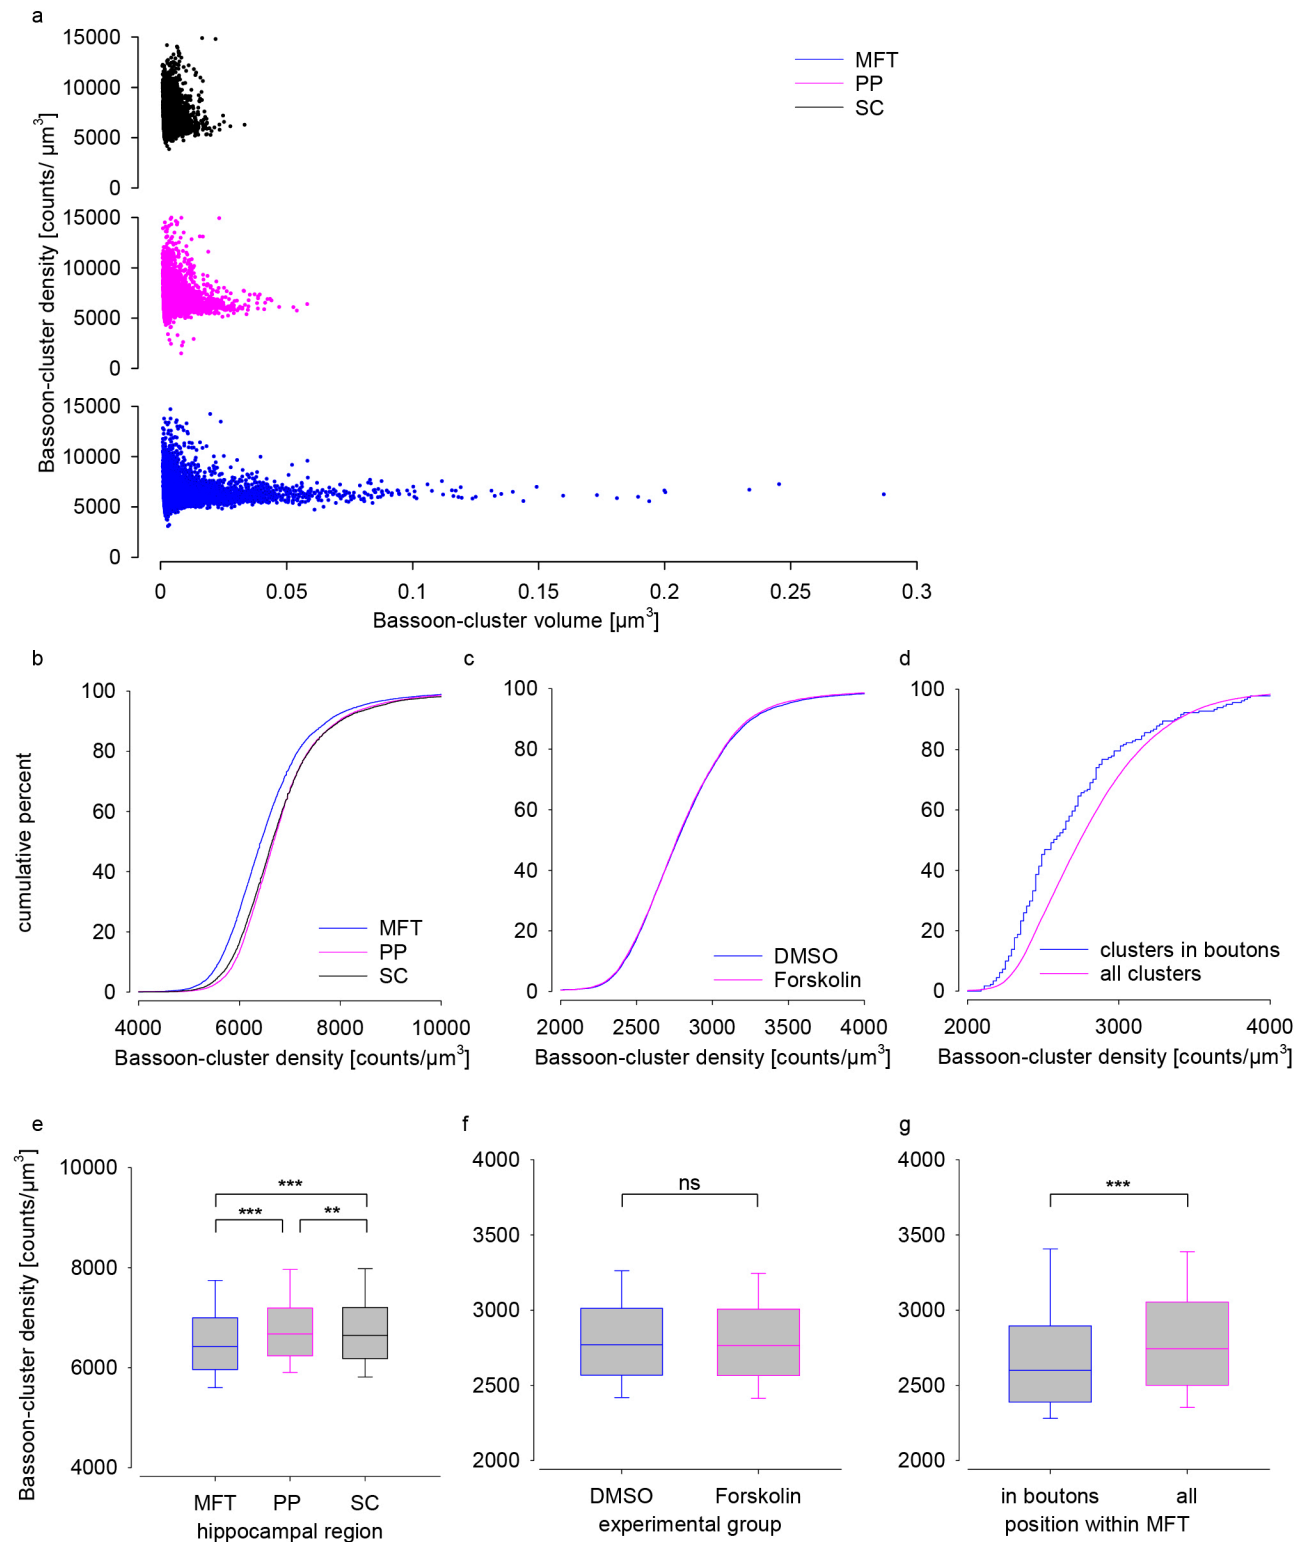 a
15000
10000
5000
0
15000
10000
5000
0
15000
10000
5000
0
Bassoon-cluster density [counts/ µm³]
MFT
PP
SC
0 0.05 0.1 0.15 0.2 0.25 0.3
Bassoon-cluster volume [µm³]
b
100
80
60
40
20
0
cumulative percent
MFT
PP
SC
4000 6000 8000 10000
Bassoon-cluster density [counts/µm³]
c
100
80
60
40
20
0
DMSO
Forskolin
2000 2500 3000 3500 4000
Bassoon-cluster density [counts/µm³]
d
100
80
60
40
20
0
clusters in boutons
all clusters
2000 3000 4000
Bassoon-cluster density [counts/µm³]
e
10000
8000
6000
4000
Bassoon-cluster density [counts/µm³]
***
*** **
MFT PP SC
hippocampal region
f
4000
3500
3000
2500
2000
ns
DMSO Forskolin
experimental group
g
4000
3500
3000
2500
2000
***
in boutons all
position within MFT